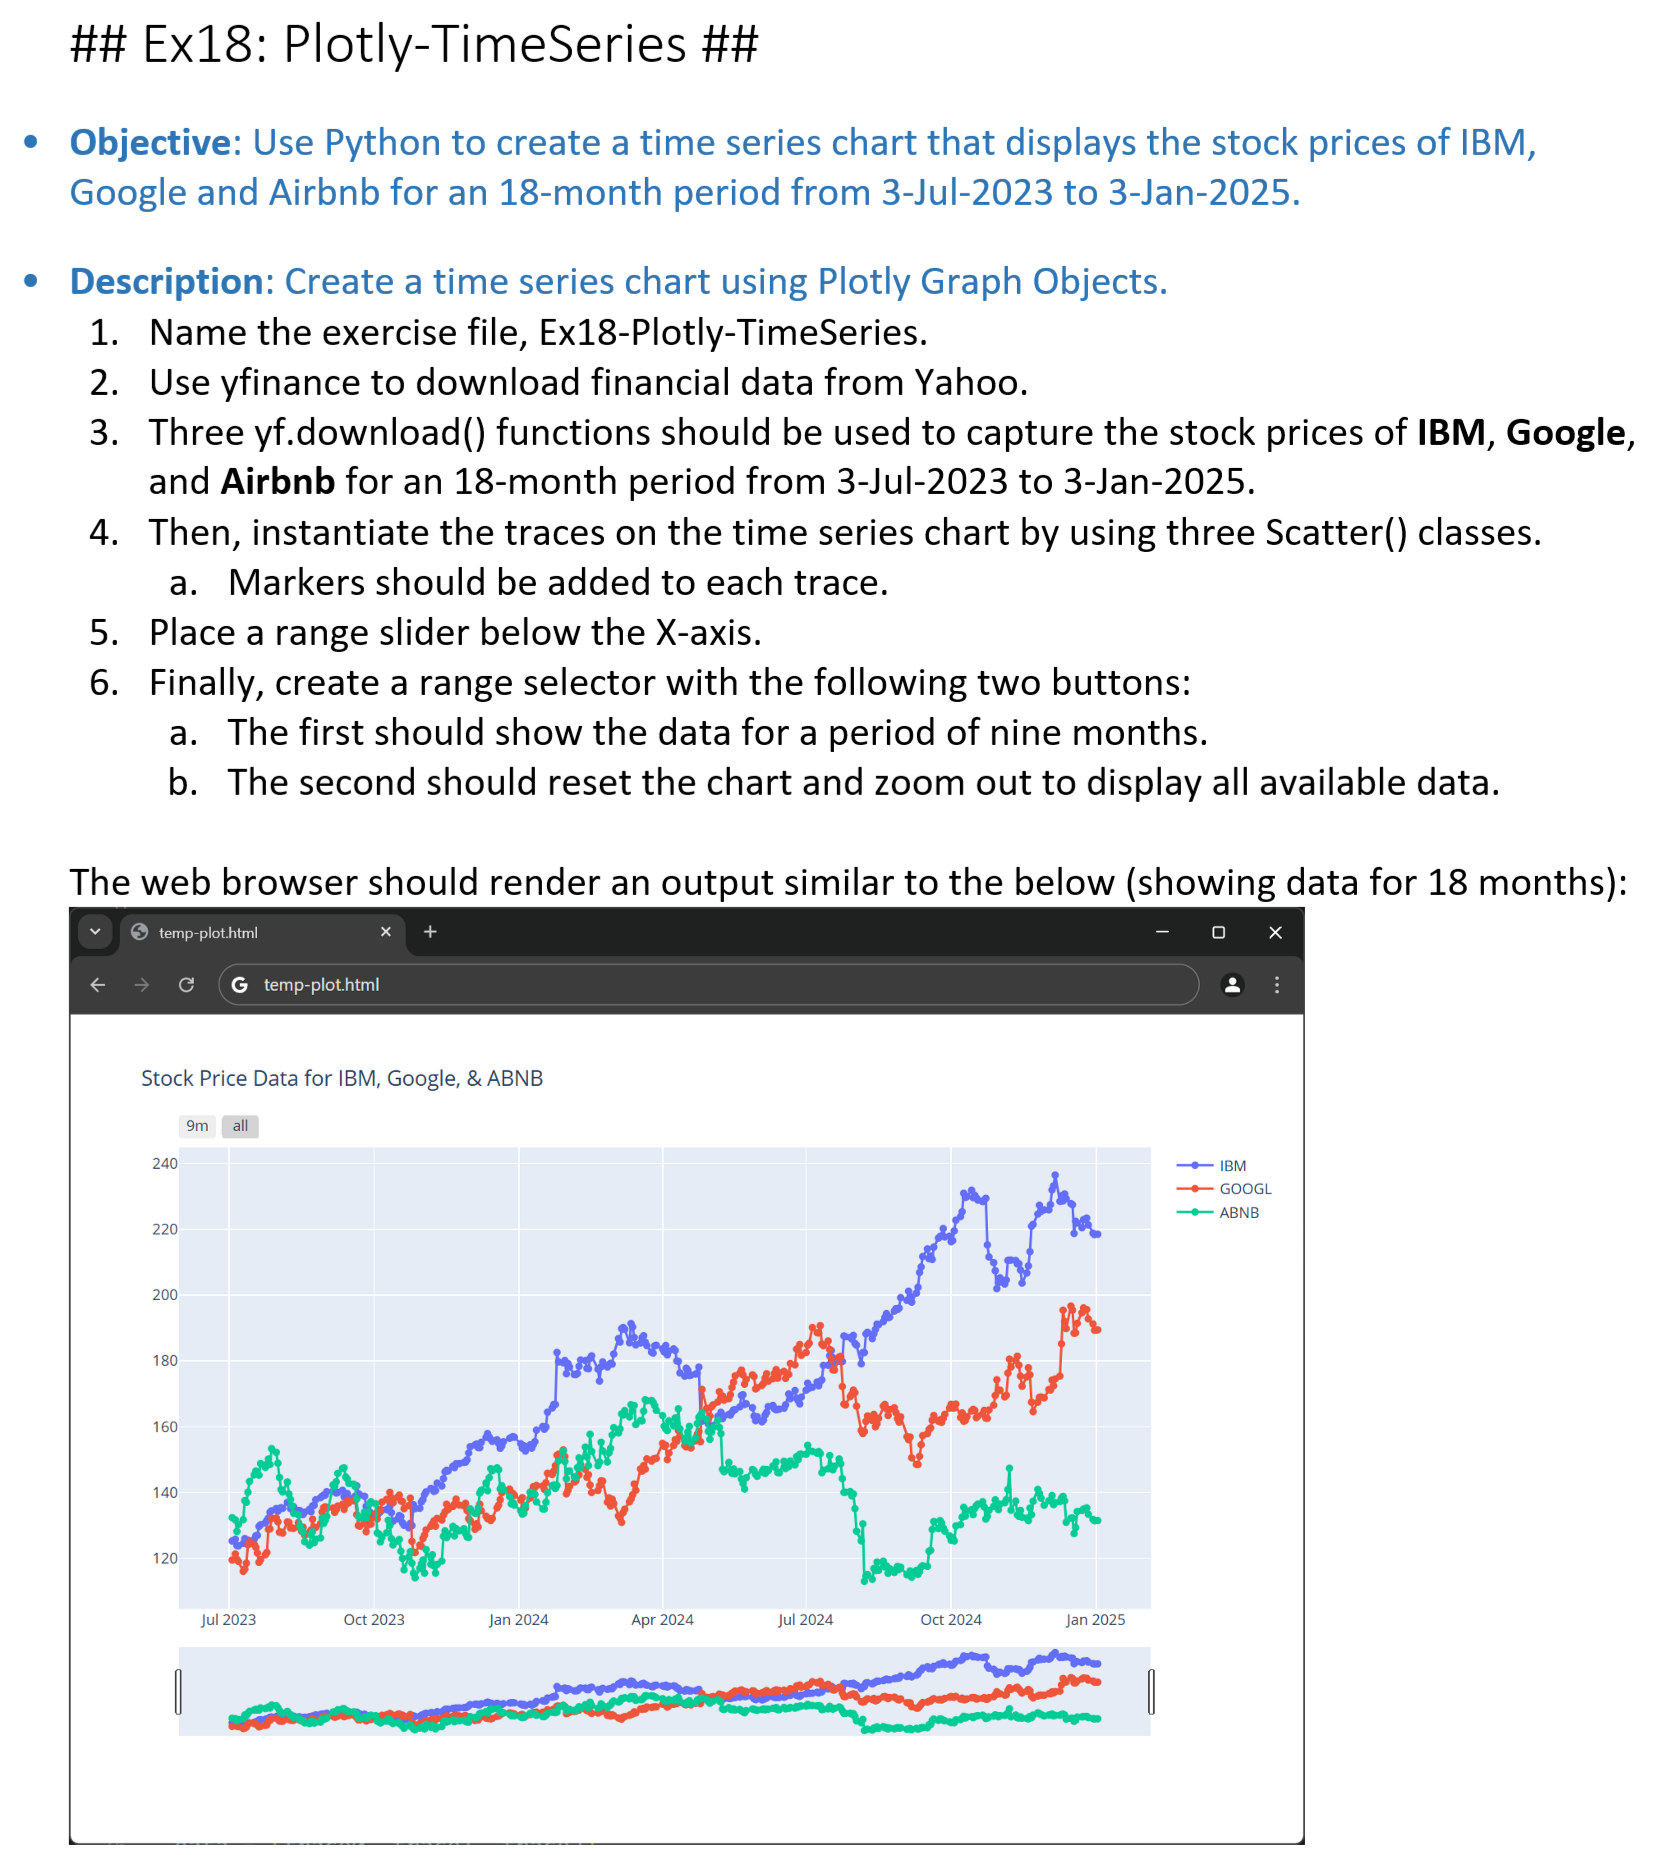 ## Ex18: Plotly-TimeSeries ##
• Objective: Use Python to create a time series chart that displays the stock prices of IBM,
Google and Airbnb for an 18-month period from 3-Jul-2023 to 3-Jan-2025.
• Description: Create a time series chart using Plotly Graph Objects.
1. Name the exercise file, Ex18-Plotly-TimeSeries.
2. Use yfinance to download financial data from Yahoo.
3. Three yf.download() functions should be used to capture the stock prices of IBM, Google,
and Airbnb for an 18-month period from 3-Jul-2023 to 3-Jan-2025.
4. Then, instantiate the traces on the time series chart by using three Scatter() classes.
a. Markers should be added to each trace.
5. Place a range slider below the X-axis.
6. Finally, create a range selector with the following two buttons:
a. The first should show the data for a period of nine months.
b. The second should reset the chart and zoom out to display all available data.
The web browser should render an output similar to the below (showing data for 18 months):
temp-plot.html
G temp-plot.html
Stock Price Data for IBM, Google, & ABNB
9m all
240
220
200
180
160
140
120
IBM
GOOGL
ABNB
Jul 2023 Oct 2023 Jan 2024 Apr 2024 Jul 2024 Oct 2024 Jan 2025